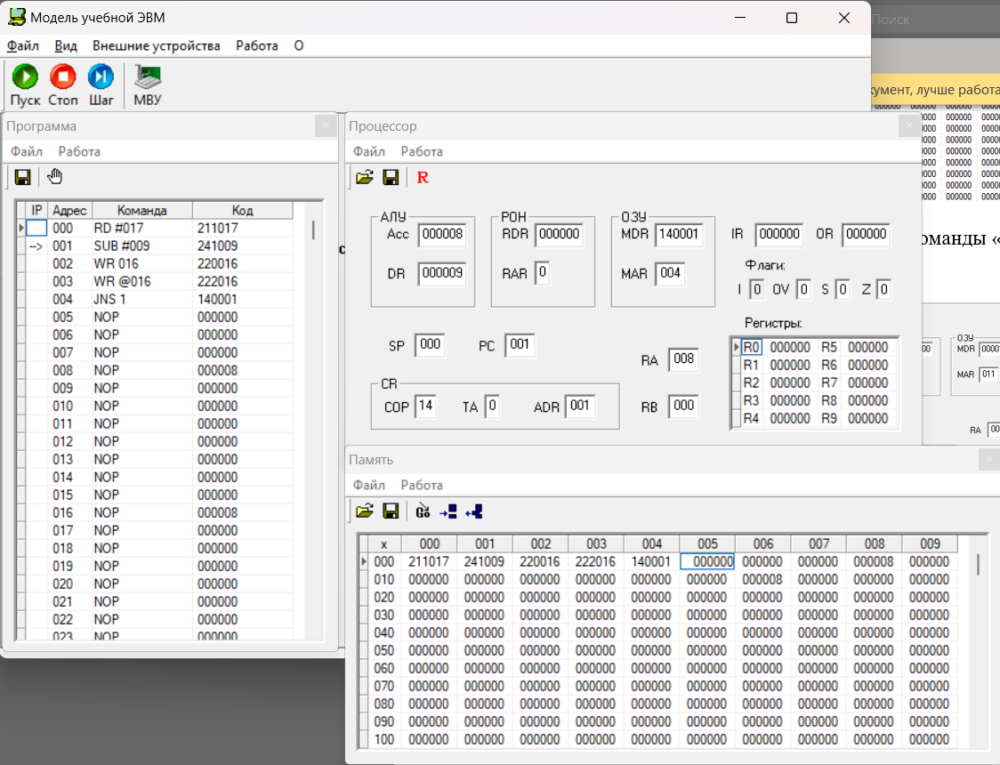 Модель учебной ЭВМ
Файл Вид Внешние устройства Работа О
Пуск Стоп Шаг МВУ
Поиск
кумент, лучше работа
Программа
Файл Работа
IP Адрес Команда Код
000 RD #017 211017
--> 001 SUB #009 241009
002 WR 016 220016
003 WR @016 222016
004 JNS 1 140001
005 NOP 000000
006 NOP 000000
007 NOP 000000
008 NOP 000008
009 NOP 000000
010 NOP 000000
011 NOP 000000
012 NOP 000000
013 NOP 000000
014 NOP 000000
015 NOP 000000
016 NOP 000008
017 NOP 000000
018 NOP 000000
019 NOP 000000
020 NOP 000000
021 NOP 000000
022 NOP 000000
023 NOP 000000
Процессор
Файл Работа
R
АЛУ РОН ОЗУ
Acc 000008 RDR 000000 MDR 140001 IR 000000 OR 000000
DR 000009 RAR 0 MAR 004
Флаги:
I 0 OV 0 S 0 Z 0
SP 000 PC 001 RA 008
Регистры:
R0 000000 R5 000000
R1 000000 R6 000000
R2 000000 R7 000000
R3 000000 R8 000000
R4 000000 R9 000000
CR
COP 14 TA 0 ADR 001 RB 000
оманды «
с
ОЗУ
MDR
MAR 011
RA
Память
Файл Работа
Go
x 000 001 002 003 004 005 006 007 008 009
000 211017 241009 220016 222016 140001 000000 000000 000000 000008 000000
010 000000 000000 000000 000000 000000 000000 000008 000000 000000 000000
020 000000 000000 000000 000000 000000 000000 000000 000000 000000 000000
030 000000 000000 000000 000000 000000 000000 000000 000000 000000 000000
040 000000 000000 000000 000000 000000 000000 000000 000000 000000 000000
050 000000 000000 000000 000000 000000 000000 000000 000000 000000 000000
060 000000 000000 000000 000000 000000 000000 000000 000000 000000 000000
070 000000 000000 000000 000000 000000 000000 000000 000000 000000 000000
080 000000 000000 000000 000000 000000 000000 000000 000000 000000 000000
090 000000 000000 000000 000000 000000 000000 000000 000000 000000 000000
100 000000 000000 000000 000000 000000 000000 000000 000000 000000 000000